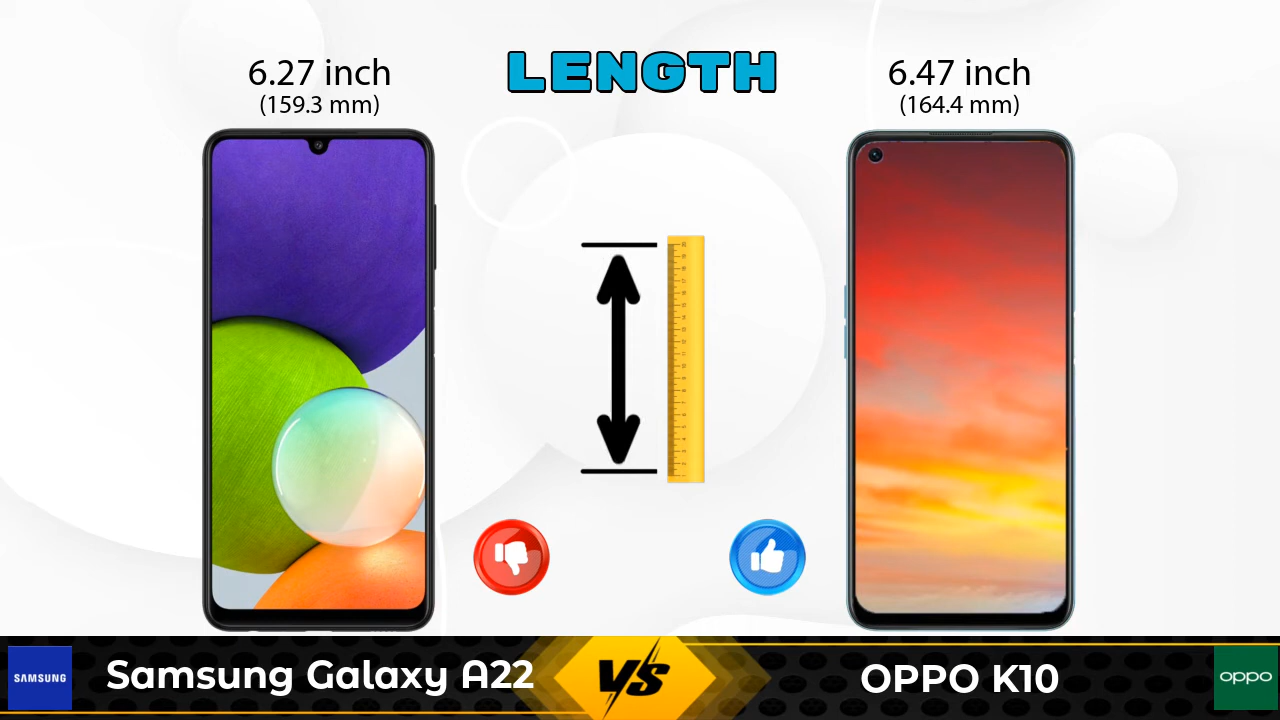 LENGTH
6.27 inch
(159.3 mm)
6.47 inch
(164.4 mm)
SAMSUNG
Samsung Galaxy A22
VS
OPPO K10
oppo